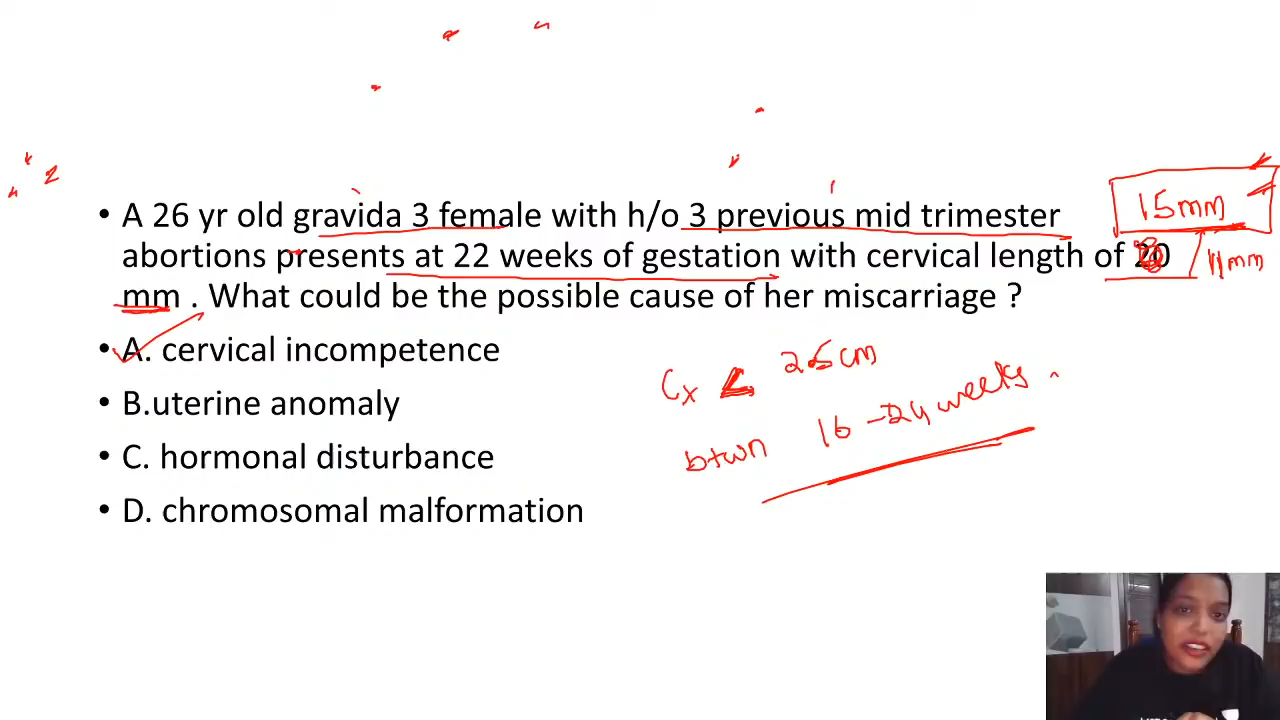 15mm
• A 26 yr old gravida 3 female with h/o 3 previous mid trimester
abortions presents at 22 weeks of gestation with cervical length of 20
11mm
mm . What could be the possible cause of her miscarriage ?
• A. cervical incompetence
Cx < 2.5 cm
• B.uterine anomaly
btwn 16-24 weeks.
• C. hormonal disturbance
• D. chromosomal malformation